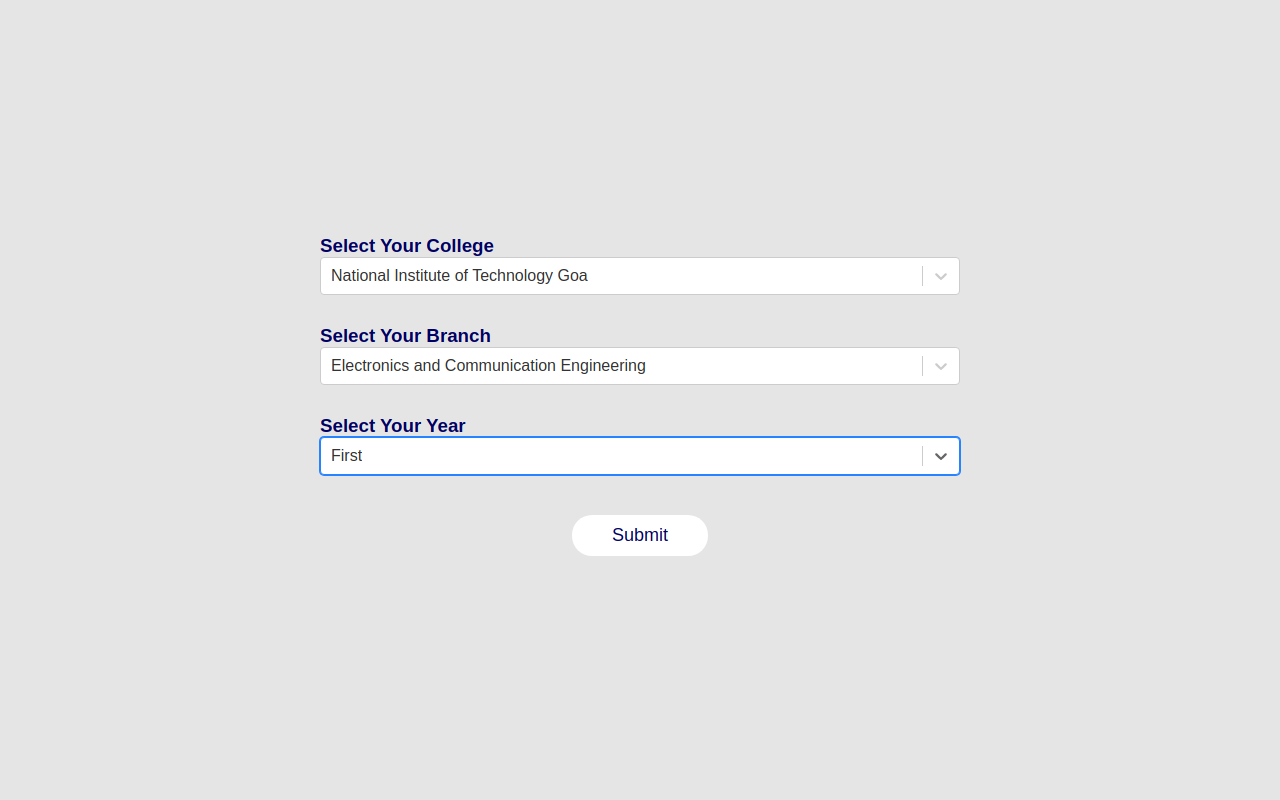 Select Your College
National Institute of Technology Goa
Select Your Branch
Electronics and Communication Engineering
Select Your Year
First
Submit